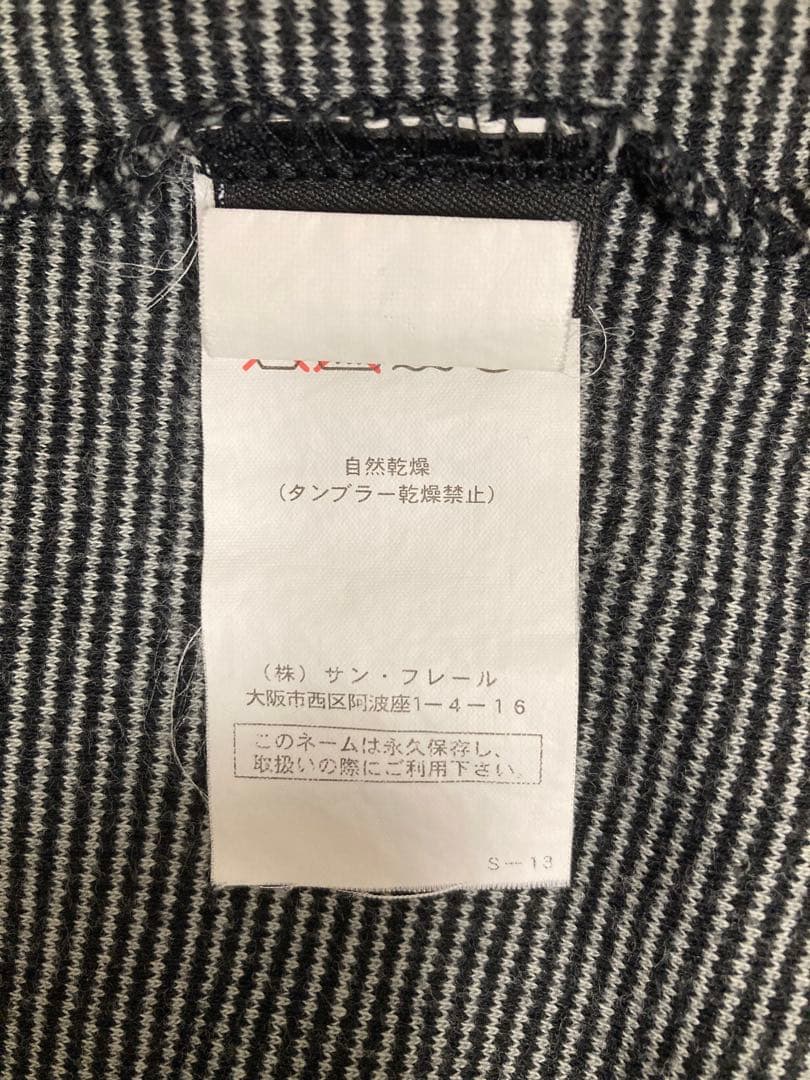 自然乾燥
(タンブラー乾燥禁止)
(株) サン・フレール
大阪市西区阿波座1-4-16
このネームは永久保存し、
取扱いの際にご利用下さい。
S-13